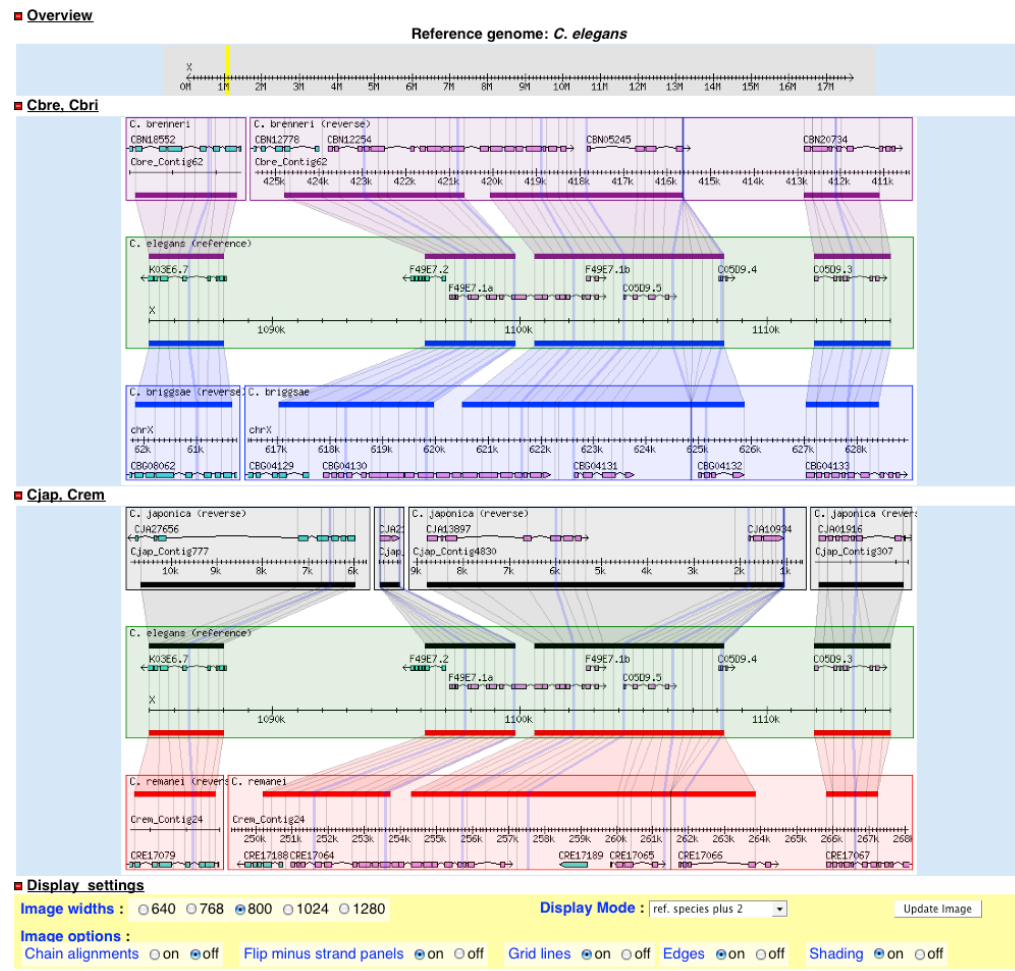 Overview
Reference genome: C. elegans
X
0M 1M 2M 3M 4M 5M 6M 7M 8M 9M 10M 11M 12M 13M 14M 15M 16M 17M
Cbre, Cbri
C. brenneri C. brenneri (reverse)
CBN18552 CBN12778 CBN12254 CBN05245 CBN20734
Cbre_Contig62 Cbre_Contig62
425k 424k 423k 422k 421k 420k 419k 418k 417k 416k 415k 414k 413k 412k 411k
C. elegans (reference)
K03E6.7 F49E7.2 F49E7.1b C05D9.4 C05D9.3
F49E7.1a C05D9.5
X
1090k 1100k 1110k
C. briggsae (reverse) C. briggsae
chrX chrX
62k 61k 617k 618k 619k 620k 621k 622k 623k 624k 625k 626k 627k 628k
CBG08062 CBG04129 CBG04130 CBG04131 CBG04132 CBG04133
Cjap, Crem
C. japonica (reverse) C. japonica (reverse) C. japonica (revers
CJA27656 CJA2 CJA13897 CJA10934 CJA01916
Cjap_Contig777 Cjap_ Cjap_Contig4830 Cjap_Contig307
10k 9k 8k 7k 6k 9k 8k 7k 6k 5k 4k 3k 2k 1k
C. elegans (reference)
K03E6.7 F49E7.2 F49E7.1b C05D9.4 C05D9.3
F49E7.1a C05D9.5
X
1090k 1100k 1110k
C. remanei (revers C. remanei
Crem_Contig24 Crem_Contig24
250k 251k 252k 253k 254k 255k 256k 257k 258k 259k 260k 261k 262k 263k 264k 265k 266k 267k 268k
CRE17079 CRE17188 CRE17064 CRE17189 CRE17065 CRE17066 CRE17067
Display settings
Image widths : 640 768 800 1024 1280 Display Mode : ref. species plus 2 Update Image
Image options :
Chain alignments on off Flip minus strand panels on off Grid lines on off Edges on off Shading on off